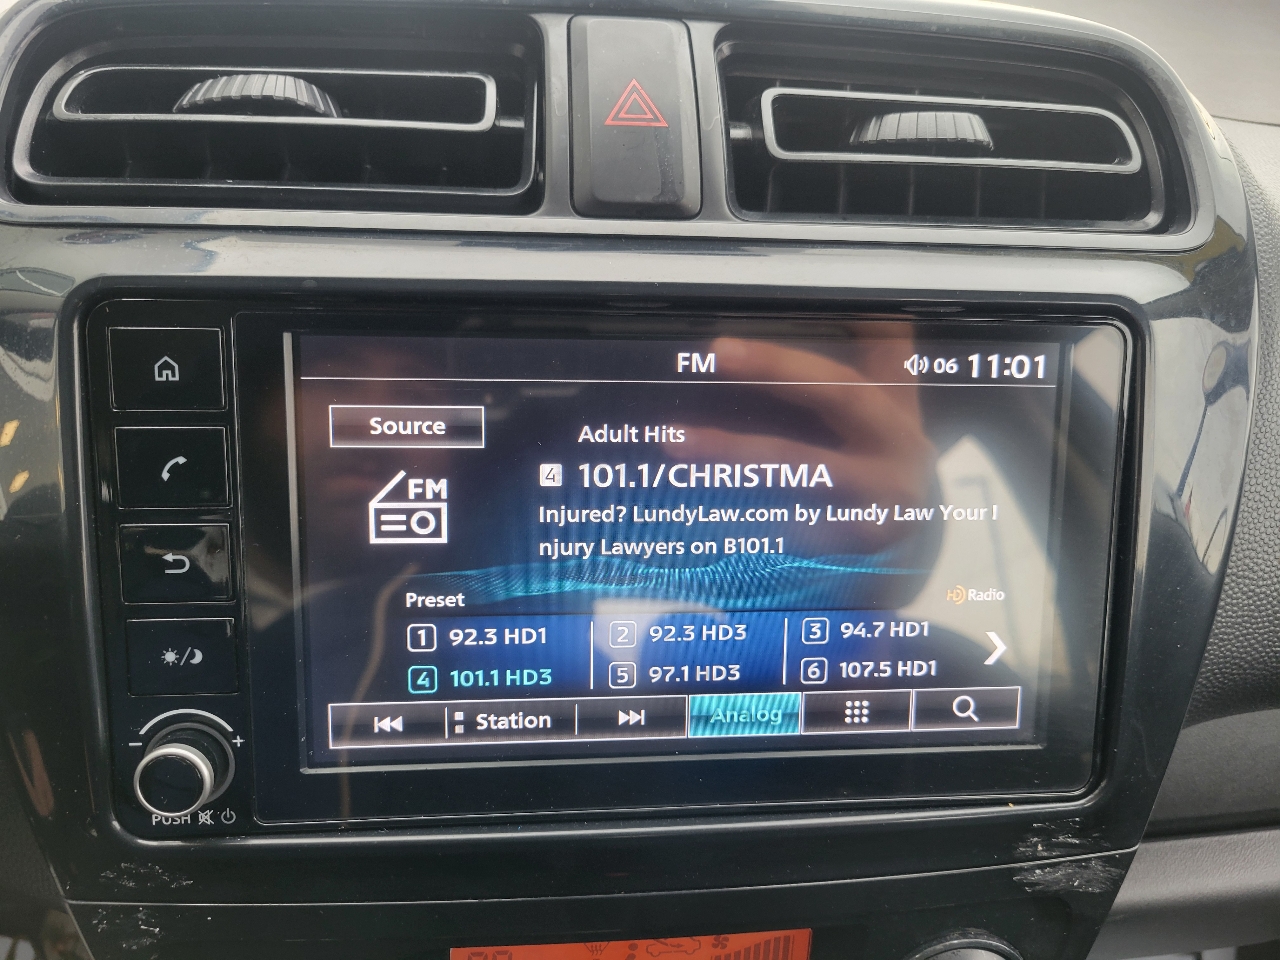 FM
06 11:01
Source
Adult Hits
FM
4 101.1/CHRISTMA
Injured? LundyLaw.com by Lundy Law Your I
njury Lawyers on B101.1
Preset
HD Radio
1 92.3 HD1
2 92.3 HD3
3 94.7 HD1
4 101.1 HD3
5 97.1 HD3
6 107.5 HD1
Station
Analog
- +
PUSH